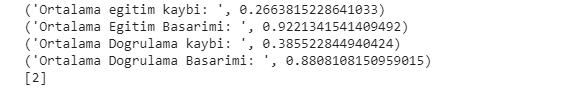 ('Ortalama egitim kaybi: ', 0.2663815228641033)
('Ortalama Egitim Basarimi: ', 0.9221341541409492)
('Ortalama Dogrulama kaybi: ', 0.385522844940424)
('Ortalama Dogrulama Basarimi: ', 0.8808108150959015)
[2]